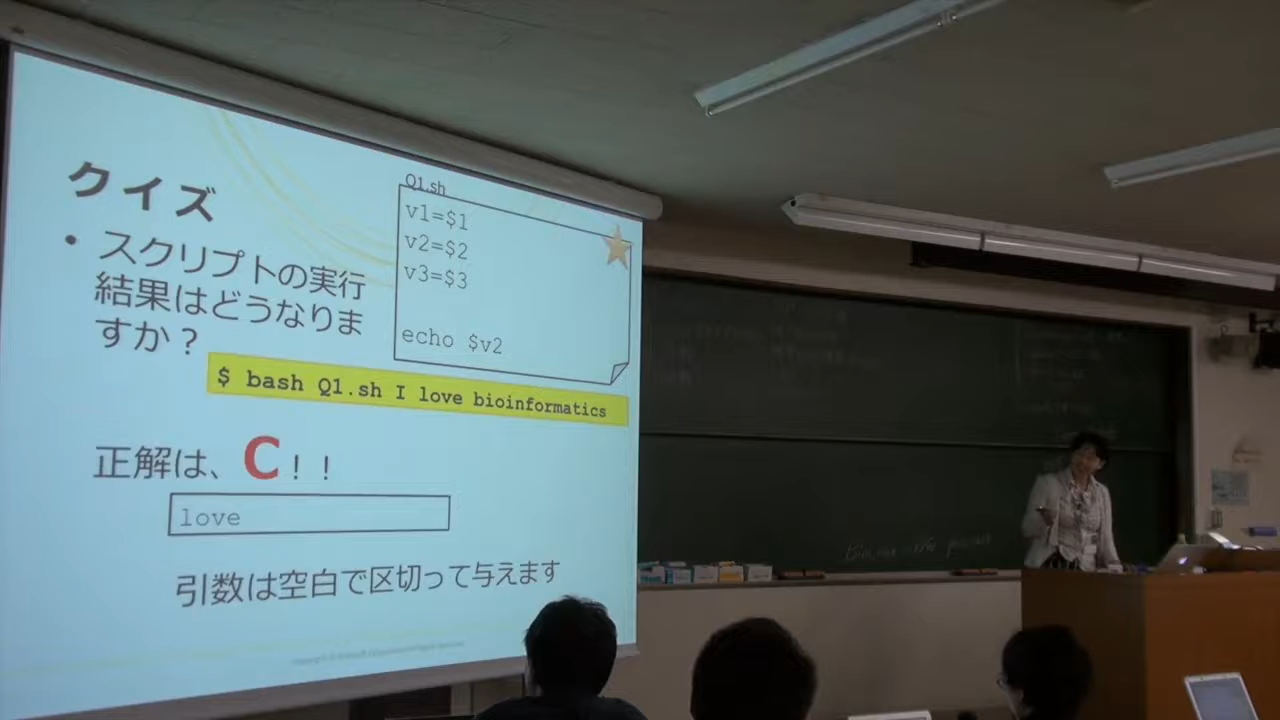 クイズ
• スクリプトの実行
結果はどうなりま
すか？
Q1.sh
v1=$1
v2=$2
v3=$3
echo $v2
$ bash Q1.sh I love bioinformatics
正解は、C！！
love
引数は空白で区切って与えます